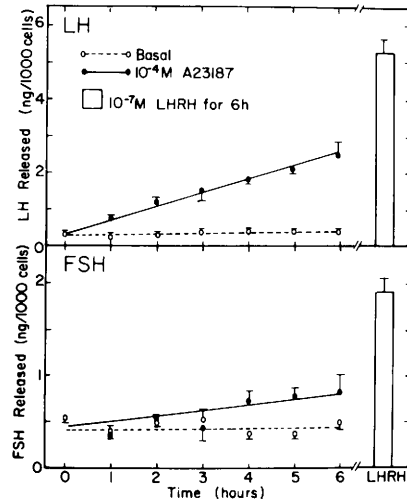 LH
Basal
10⁻⁴M A23187
10⁻⁷M LHRH for 6h
LH Released (ng/1000 cells)
6
4
2
0
FSH
FSH Released (ng/1000 cells)
2
1
0
0 1 2 3 4 5 6 LHRH
Time (hours)